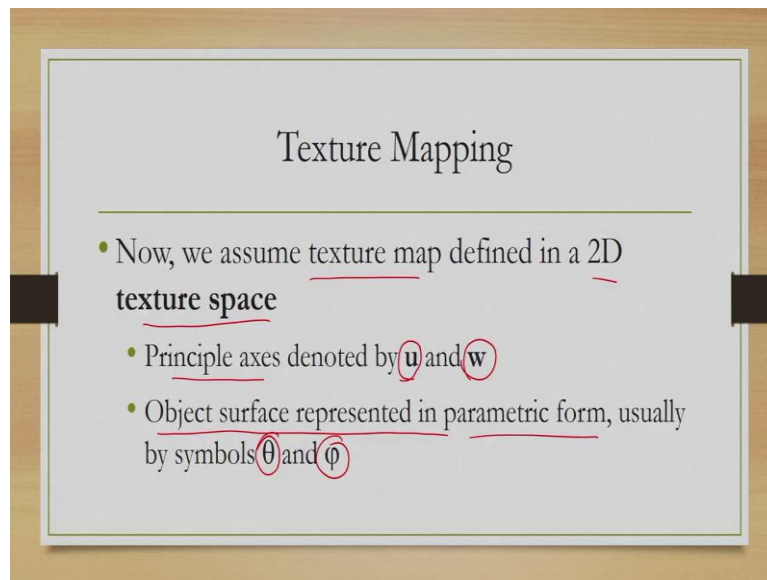 Texture Mapping
• Now, we assume texture map defined in a 2D
texture space
• Principle axes denoted by u and w
• Object surface represented in parametric form, usually
by symbols θ and φ